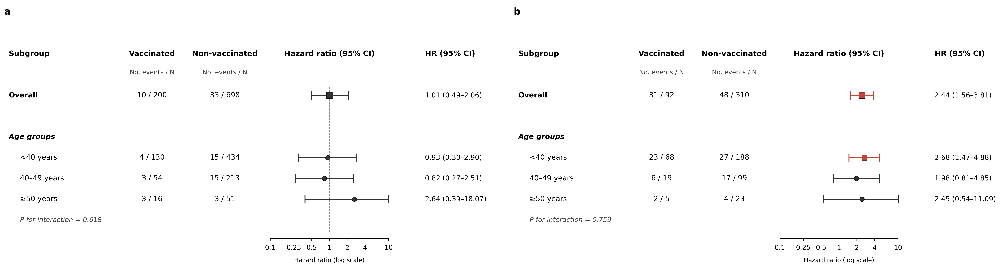 a
Subgroup Vaccinated Non-vaccinated Hazard ratio (95% CI) HR (95% CI)
No. events / N No. events / N
Overall 10 / 200 33 / 698 1.01 (0.49–2.06)
Age groups
<40 years 4 / 130 15 / 434 0.93 (0.30–2.90)
40–49 years 3 / 54 15 / 213 0.82 (0.27–2.51)
≥50 years 3 / 16 3 / 51 2.64 (0.39–18.07)
P for interaction = 0.618
0.1 0.25 0.5 1 2 4 10
Hazard ratio (log scale)
b
Subgroup Vaccinated Non-vaccinated Hazard ratio (95% CI) HR (95% CI)
No. events / N No. events / N
Overall 31 / 92 48 / 310 2.44 (1.56–3.81)
Age groups
<40 years 23 / 68 27 / 188 2.68 (1.47–4.88)
40–49 years 6 / 19 17 / 99 1.98 (0.81–4.85)
≥50 years 2 / 5 4 / 23 2.45 (0.54–11.09)
P for interaction = 0.759
0.1 0.25 0.5 1 2 4 10
Hazard ratio (log scale)